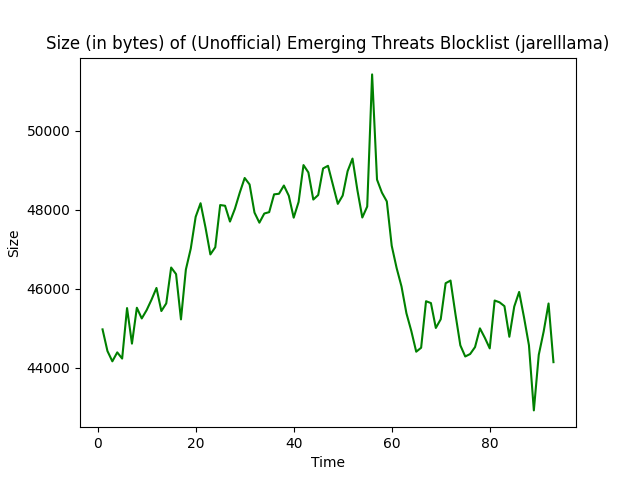 Size (in bytes) of (Unofficial) Emerging Threats Blocklist (jarelllama)
50000
48000
46000
44000
Size
0 20 40 60 80
Time